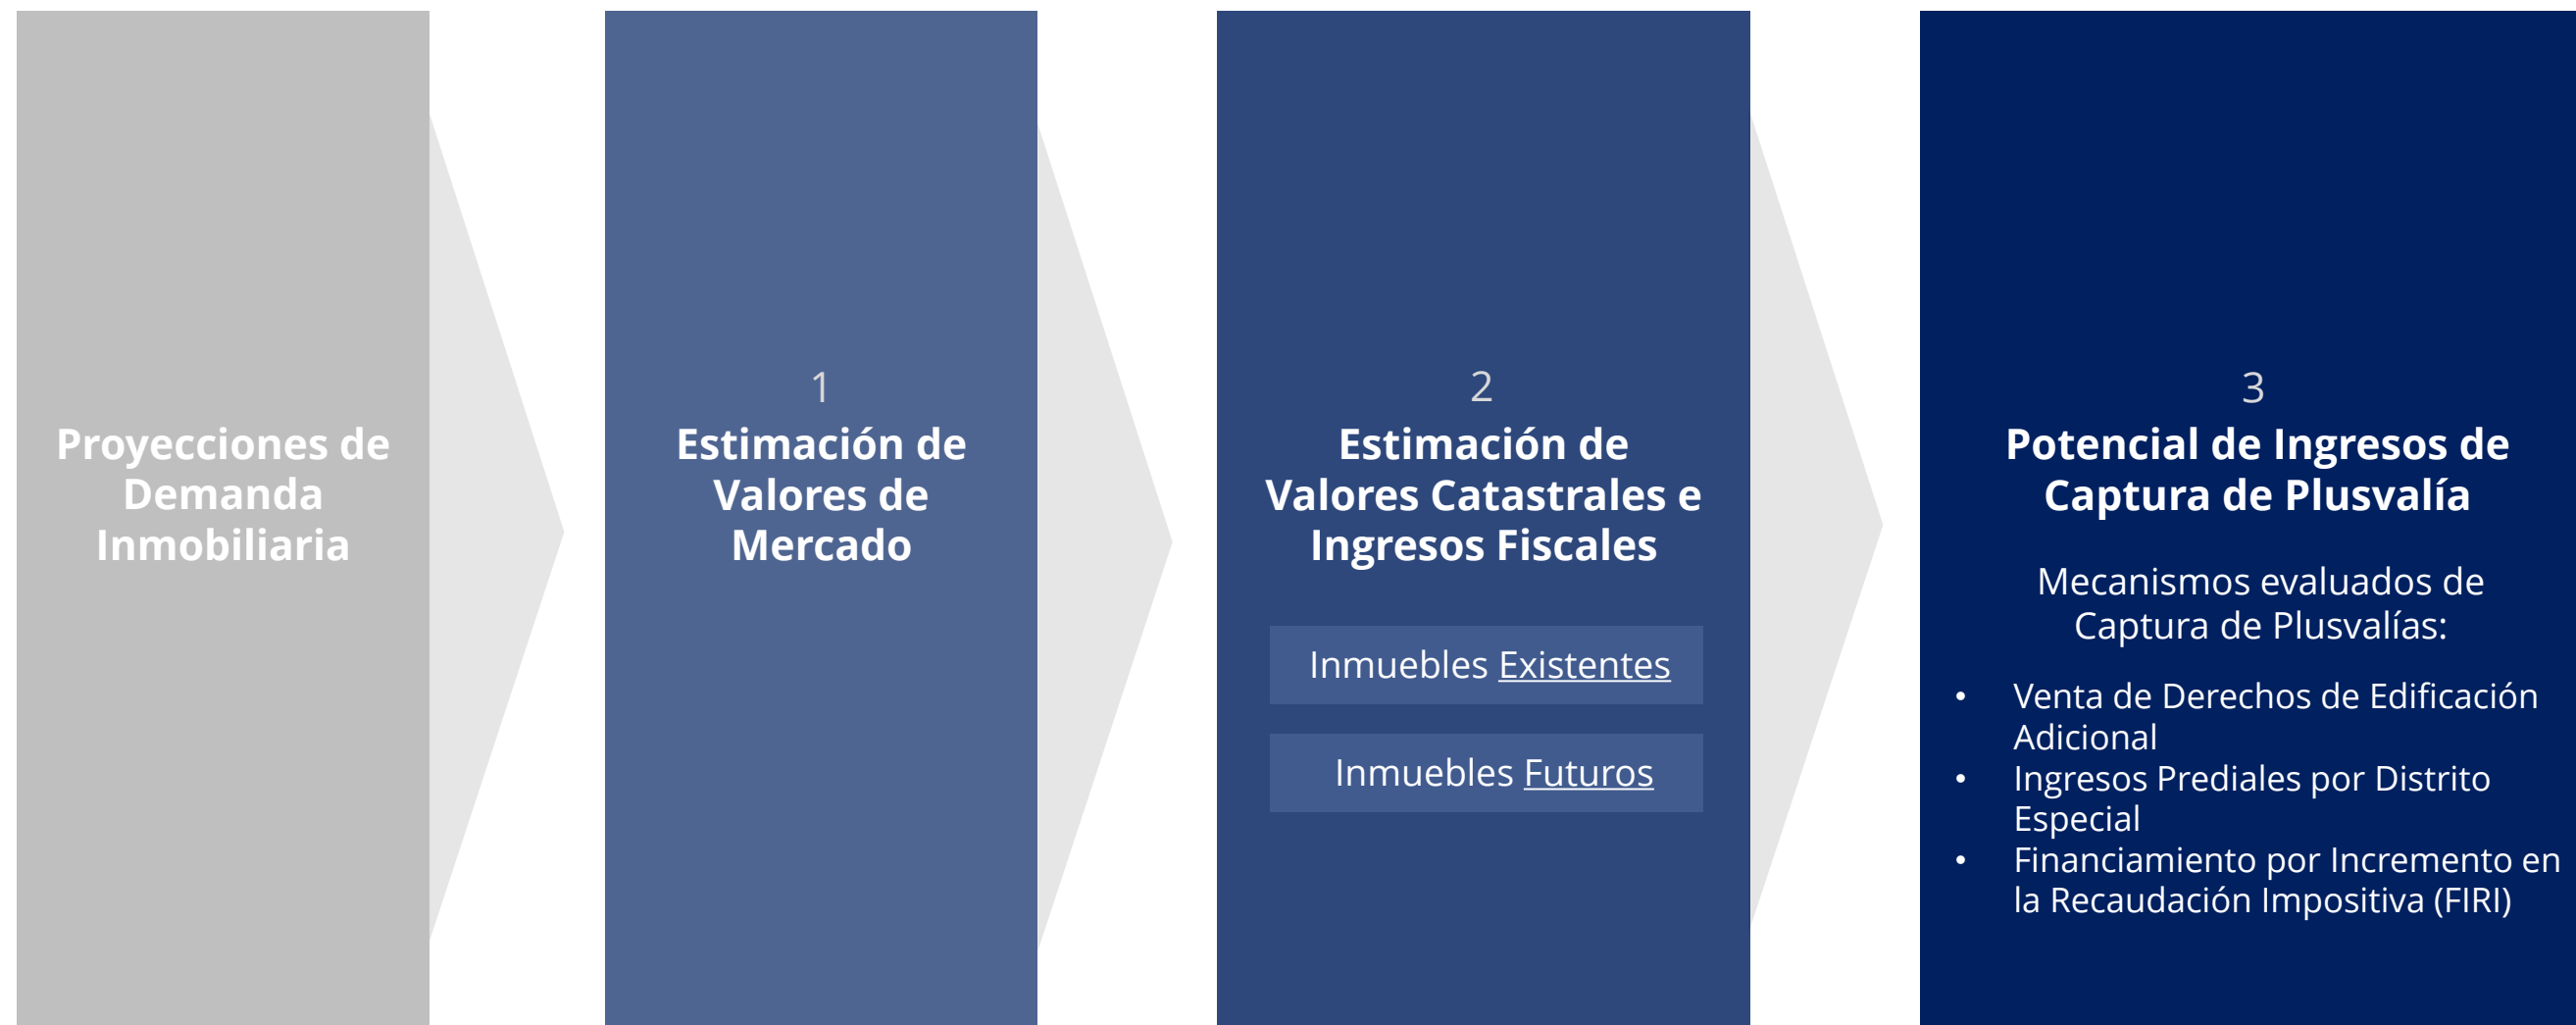 Proyecciones de
Demanda
Inmobiliaria
1
Estimación de
Valores de
Mercado
2
Estimación de
Valores Catastrales e
Ingresos Fiscales
Inmuebles Existentes
Inmuebles Futuros
3
Potencial de Ingresos de
Captura de Plusvalía
Mecanismos evaluados de
Captura de Plusvalías:
• Venta de Derechos de Edificación
Adicional
• Ingresos Prediales por Distrito
Especial
• Financiamiento por Incremento en
la Recaudación Impositiva (FIRI)